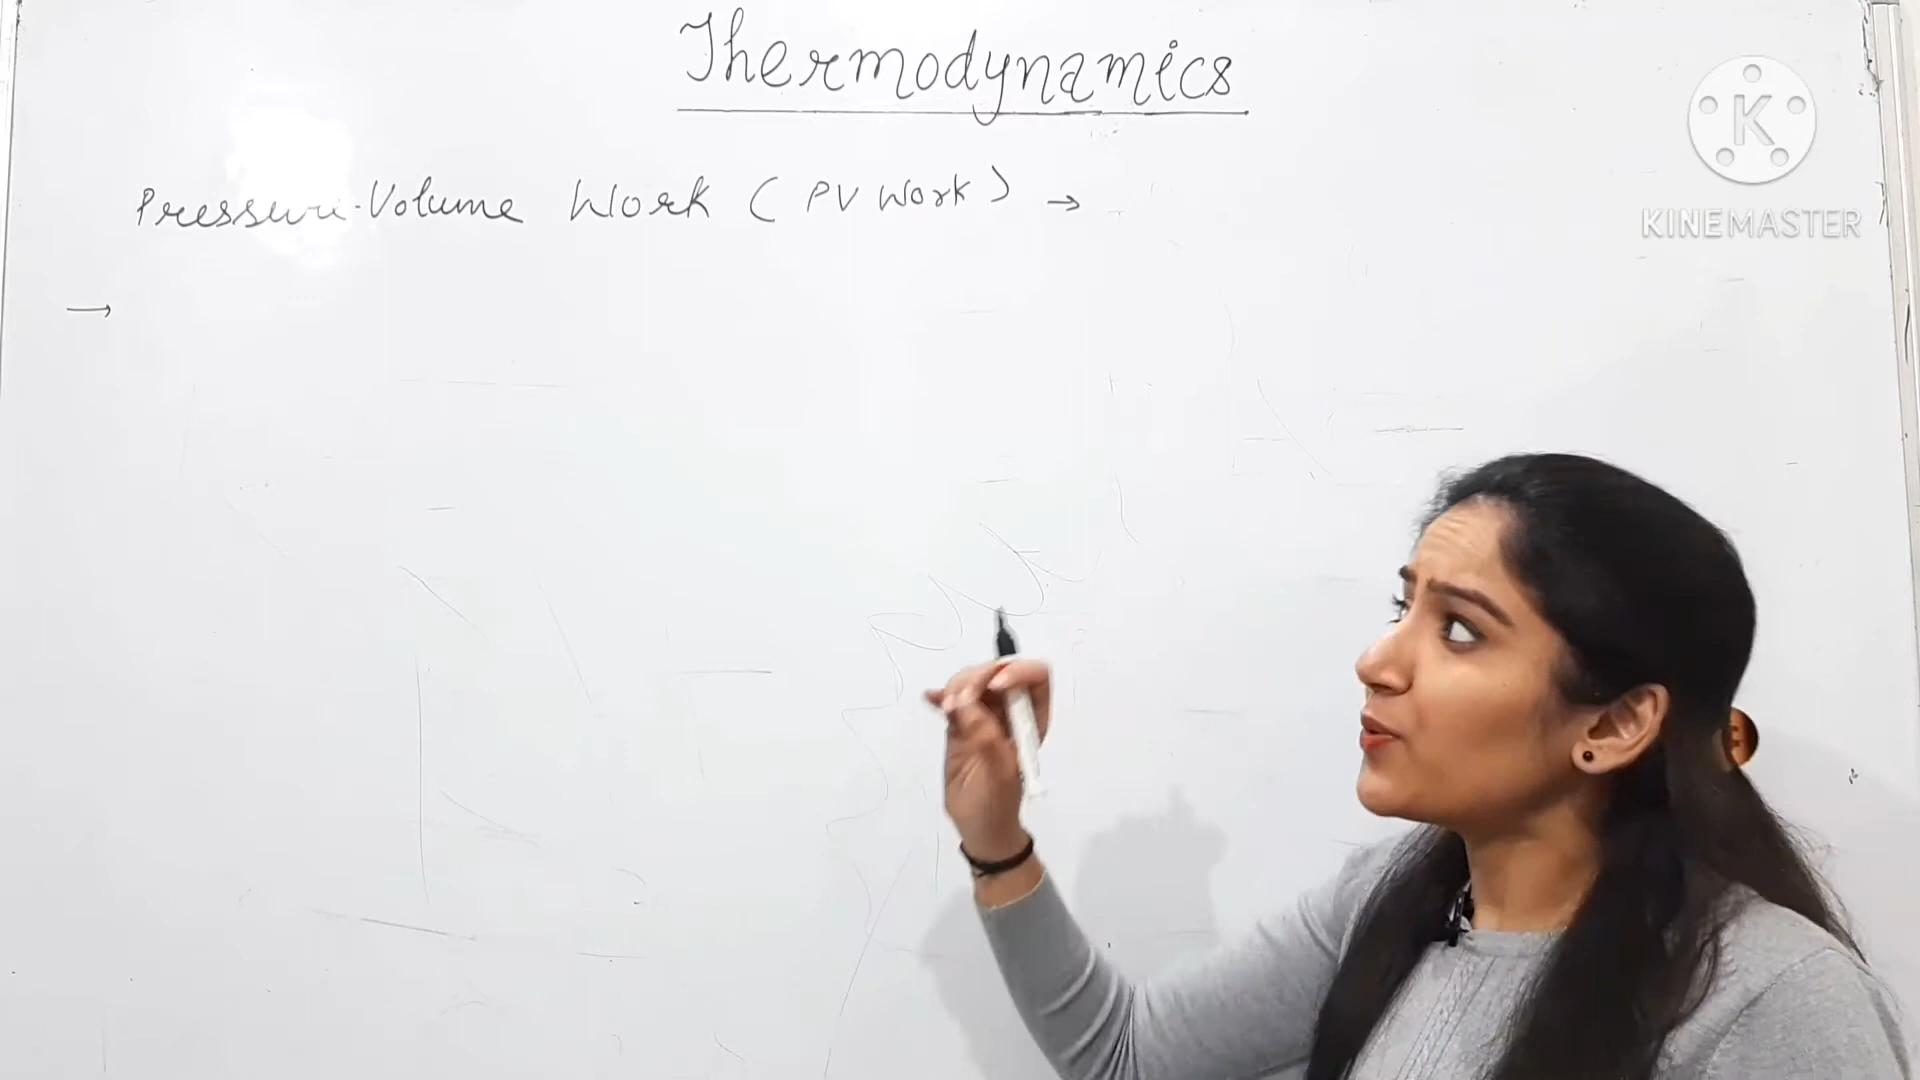 Thermodynamics
Pressure-Volume Work (PV Work) →
→
K
KINEMASTER